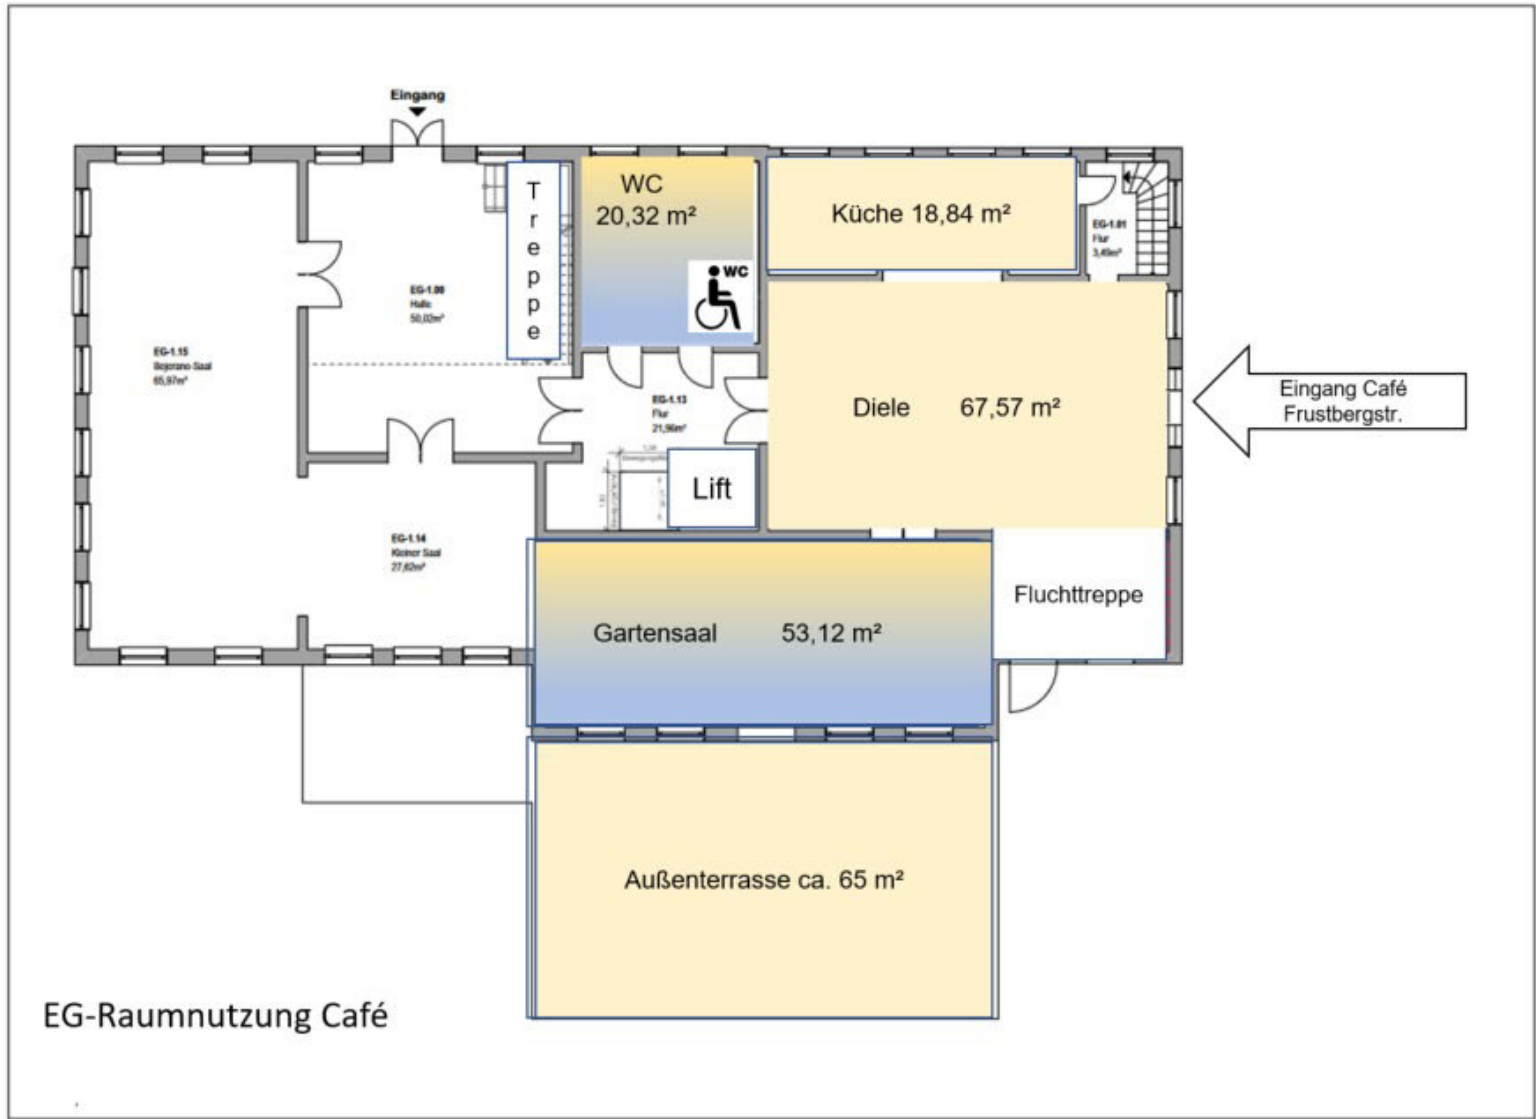 Eingang
WC
20,32 m²
WC
Treppe
Küche 18,84 m²
EG-1.01
Flur
3,49m²
EG-1.00
Halle
50,02m²
EG-1.15
Bejerano-Saal
65,97m²
EG-1.13
Flur
21,96m²
Diele 67,57 m²
Eingang Café
Frustbergstr.
Lift
EG-1.14
Kleiner Saal
27,62m²
Fluchttreppe
Gartensaal 53,12 m²
Außenterrasse ca. 65 m²
EG-Raumnutzung Café